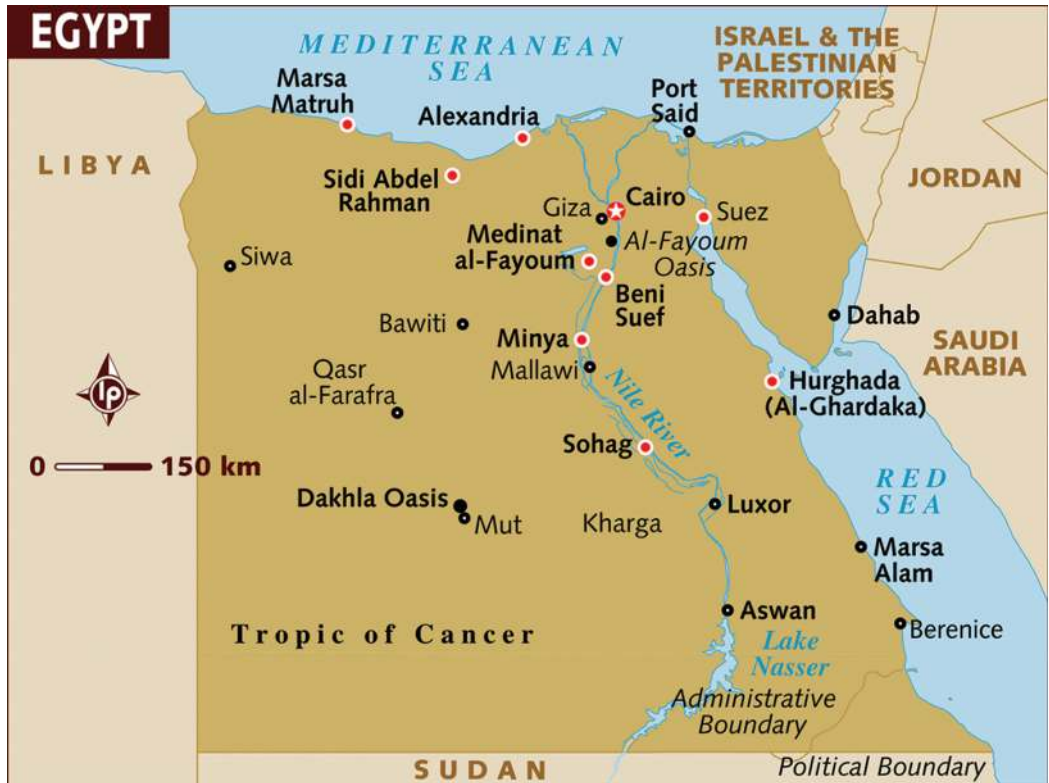 EGYPT
MEDITERRANEAN
SEA
ISRAEL & THE
PALESTINIAN
TERRITORIES
Marsa
Matruh
Alexandria
Port
Said
LIBYA
JORDAN
Sidi Abdel
Rahman
Giza
Cairo
Suez
Medinat
al-Fayoum
Al-Fayoum
Oasis
Siwa
Beni
Suef
Dahab
Bawiti
Minya
SAUDI
ARABIA
Mallawi
Qasr
al-Farafra
Nile River
Hurghada
(Al-Ghardaka)
lp
0 150 km
Sohag
RED
SEA
Dakhla Oasis
Mut
Kharga
Luxor
Marsa
Alam
Aswan
Berenice
Tropic of Cancer
Lake
Nasser
Administrative
Boundary
SUDAN
Political Boundary